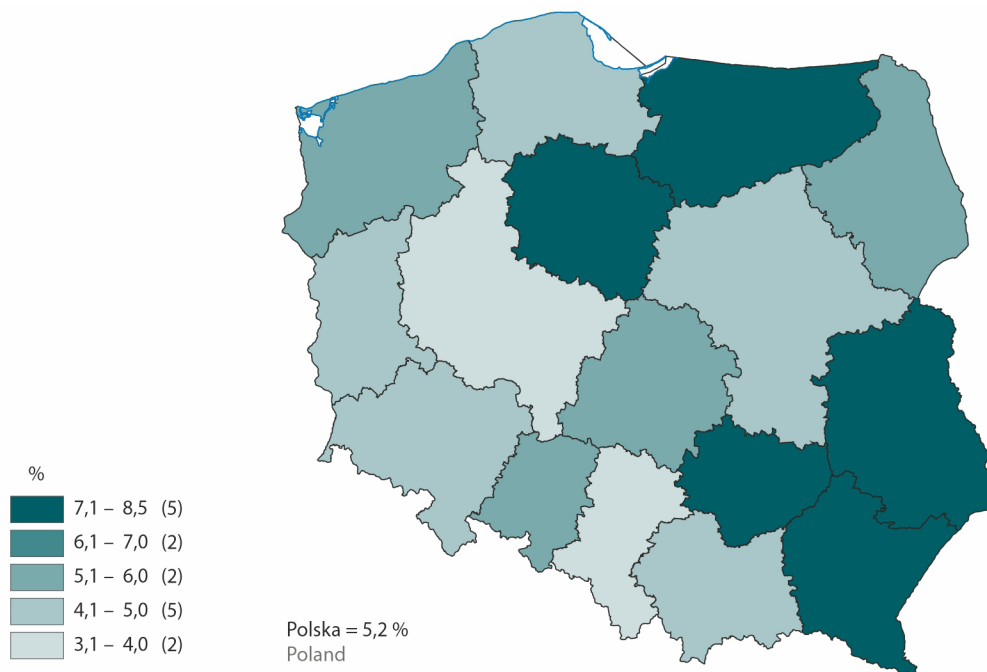 %
7,1 – 8,5 (5)
6,1 – 7,0 (2)
5,1 – 6,0 (2)
4,1 – 5,0 (5)
3,1 – 4,0 (2)
Polska = 5,2 %
Poland